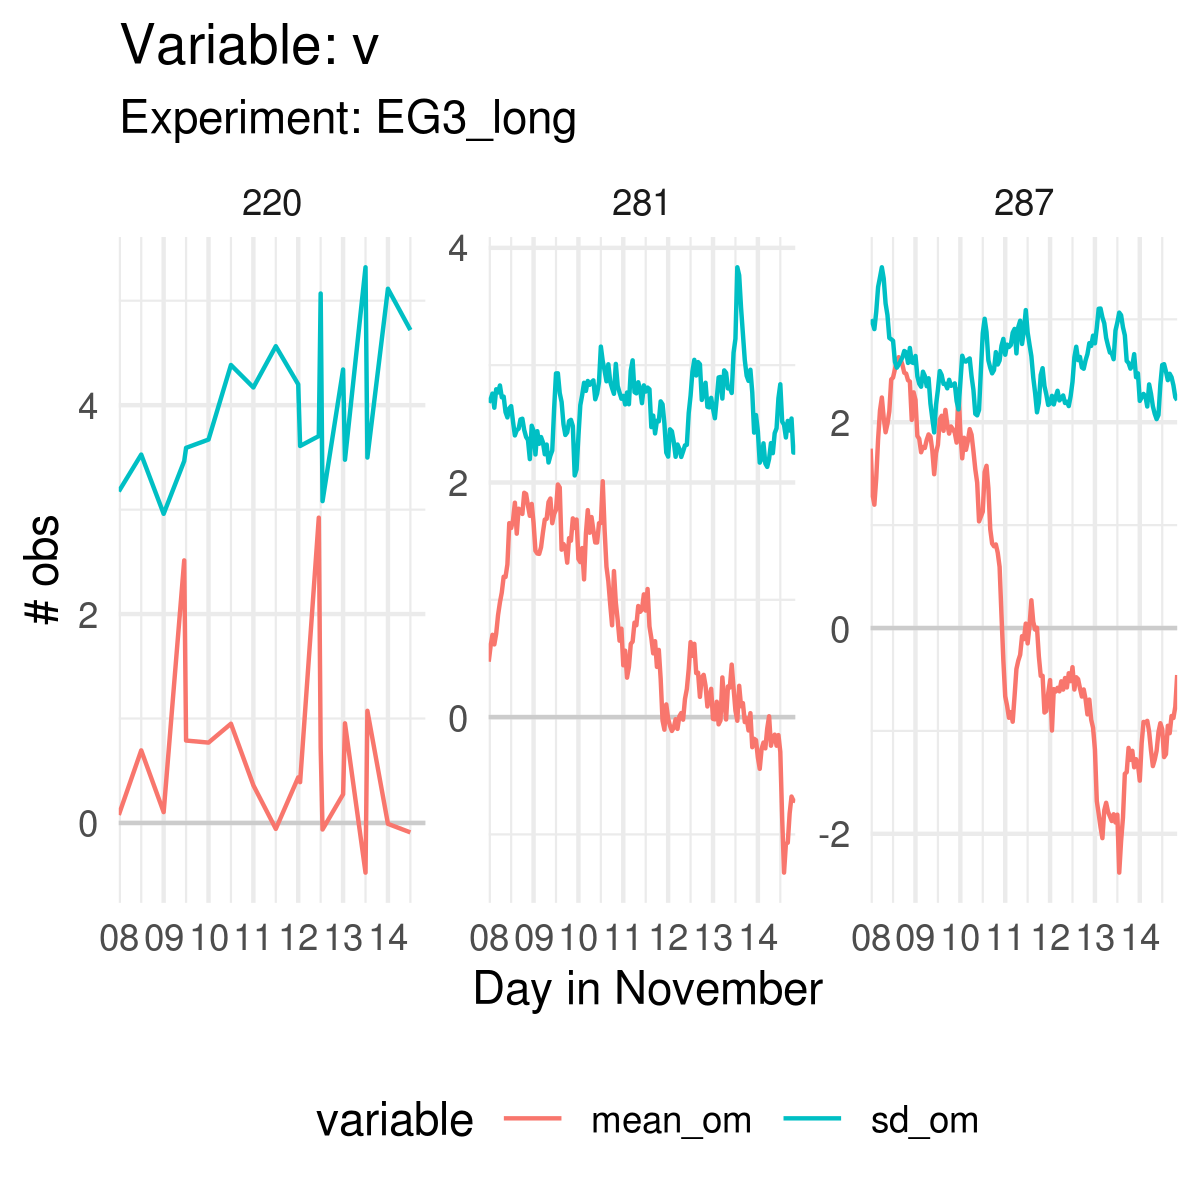 Variable: v
Experiment: EG3_long
220 281 287
# obs
4
2
0
4
2
0
2
0
-2
08 09 10 11 12 13 14 08 09 10 11 12 13 14 08 09 10 11 12 13 14
Day in November
variable mean_om sd_om